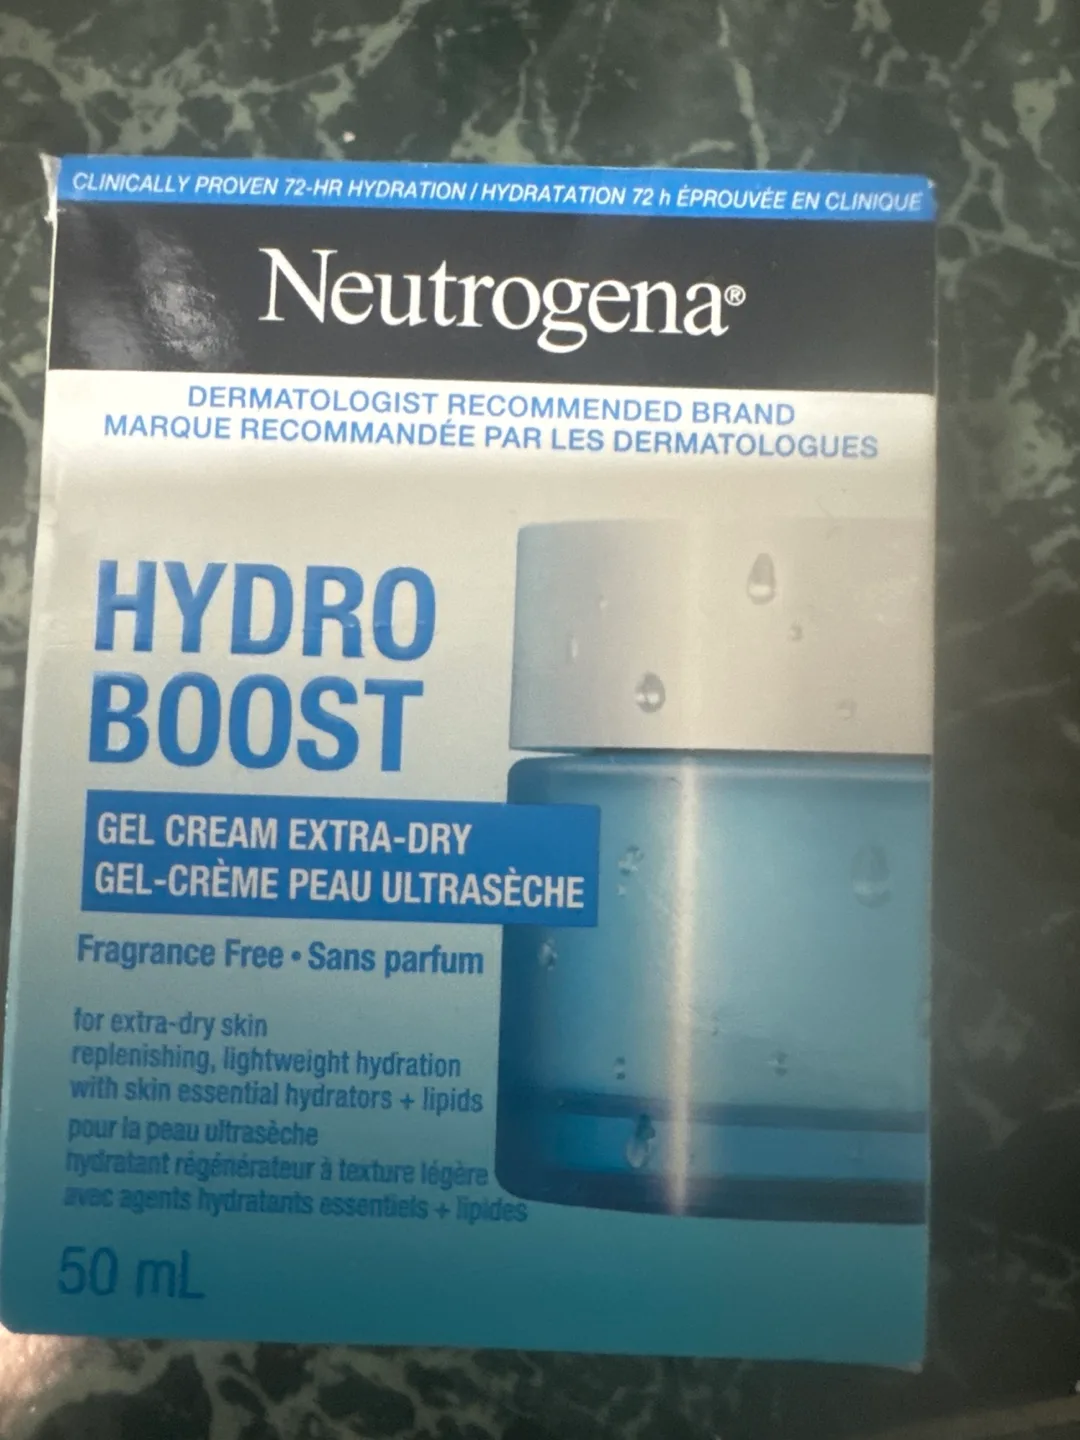 CLINICALLY PROVEN 72-HR HYDRATION / HYDRATATION 72 h ÉPROUVÉE EN CLINIQUE
Neutrogena®
DERMATOLOGIST RECOMMENDED BRAND
MARQUE RECOMMANDÉE PAR LES DERMATOLOGUES
HYDRO
BOOST
GEL CREAM EXTRA-DRY
GEL-CRÈME PEAU ULTRASÈCHE
Fragrance Free • Sans parfum
for extra-dry skin
replenishing, lightweight hydration
with skin essential hydrators + lipids
pour la peau ultrasèche
hydratant régénérateur à texture légère
avec agents hydratants essentiels + lipides
50 mL